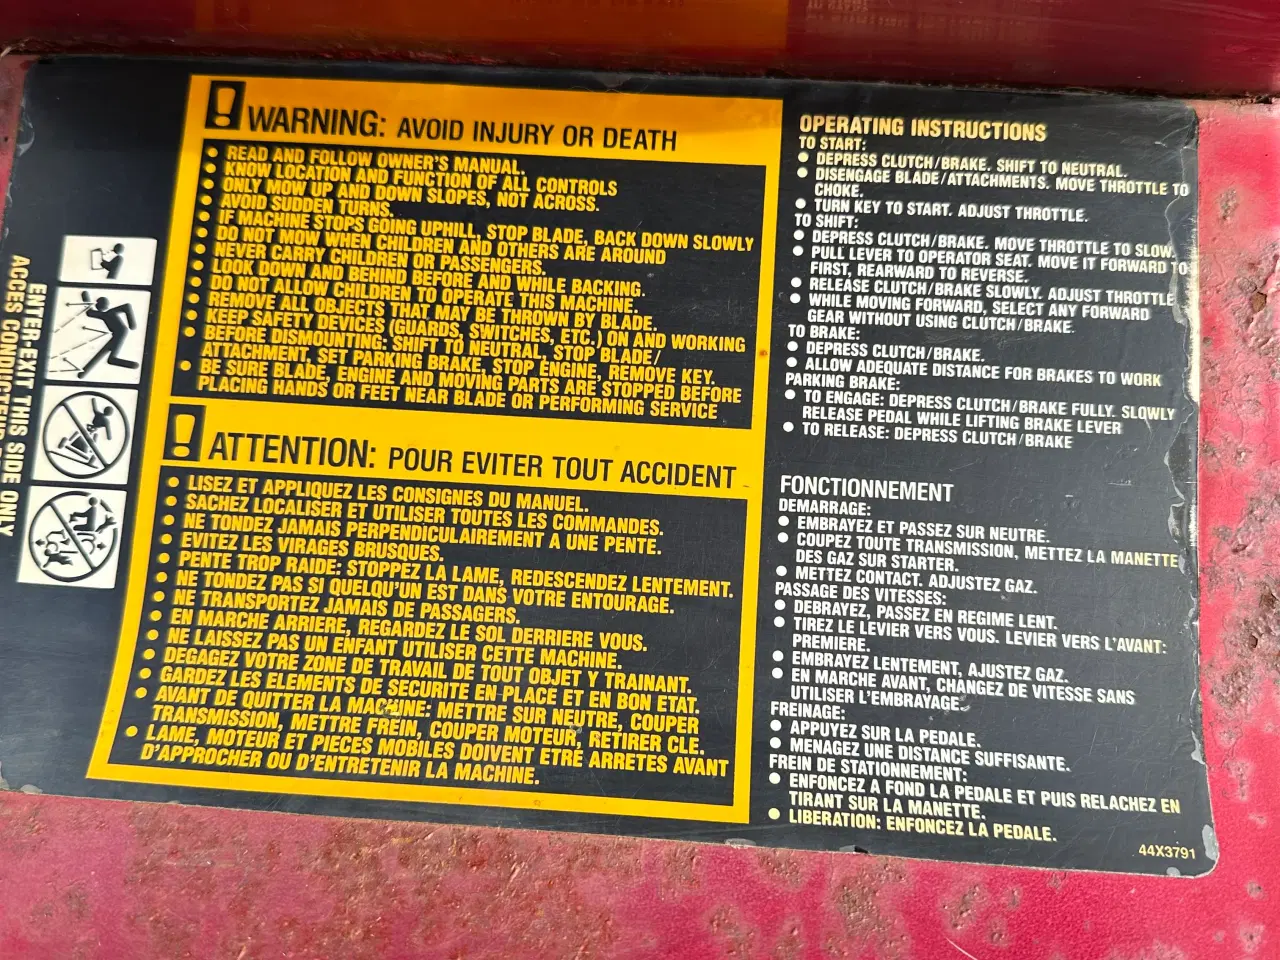 WARNING: AVOID INJURY OR DEATH
• READ AND FOLLOW OWNER'S MANUAL.
• KNOW LOCATION AND FUNCTION OF ALL CONTROLS
• ONLY MOW UP AND DOWN SLOPES, NOT ACROSS.
• AVOID SUDDEN TURNS.
• IF MACHINE STOPS GOING UPHILL, STOP BLADE, BACK DOWN SLOWLY
• DO NOT MOW WHEN CHILDREN AND OTHERS ARE AROUND
• NEVER CARRY CHILDREN OR PASSENGERS.
• LOOK DOWN AND BEHIND BEFORE AND WHILE BACKING.
• DO NOT ALLOW CHILDREN TO OPERATE THIS MACHINE.
• REMOVE ALL OBJECTS THAT MAY BE THROWN BY BLADE.
• KEEP SAFETY DEVICES (GUARDS, SWITCHES, ETC.) ON AND WORKING
• BEFORE DISMOUNTING: SHIFT TO NEUTRAL, STOP BLADE/
ATTACHMENT, SET PARKING BRAKE, STOP ENGINE, REMOVE KEY.
• BE SURE BLADE, ENGINE AND MOVING PARTS ARE STOPPED BEFORE
PLACING HANDS OR FEET NEAR BLADE OR PERFORMING SERVICE
ATTENTION: POUR EVITER TOUT ACCIDENT
• LISEZ ET APPLIQUEZ LES CONSIGNES DU MANUEL.
• SACHEZ LOCALISER ET UTILISER TOUTES LES COMMANDES.
• NE TONDEZ JAMAIS PERPENDICULAIREMENT A UNE PENTE.
• EVITEZ LES VIRAGES BRUSQUES.
• PENTE TROP RAIDE: STOPPEZ LA LAME, REDESCENDEZ LENTEMENT.
• NE TONDEZ PAS SI QUELQU'UN EST DANS VOTRE ENTOURAGE.
• NE TRANSPORTEZ JAMAIS DE PASSAGERS.
• EN MARCHE ARRIERE, REGARDEZ LE SOL DERRIERE VOUS.
• NE LAISSEZ PAS UN ENFANT UTILISER CETTE MACHINE.
• DEGAGEZ VOTRE ZONE DE TRAVAIL DE TOUT OBJET Y TRAINANT.
• GARDEZ LES ELEMENTS DE SECURITE EN PLACE ET EN BON ETAT.
• AVANT DE QUITTER LA MACHINE: METTRE SUR NEUTRE, COUPER
TRANSMISSION, METTRE FREIN, COUPER MOTEUR, RETIRER CLE.
• LAME, MOTEUR ET PIECES MOBILES DOIVENT ETRE ARRETES AVANT
D'APPROCHER OU D'ENTRETENIR LA MACHINE.
OPERATING INSTRUCTIONS
TO START:
• DEPRESS CLUTCH/BRAKE. SHIFT TO NEUTRAL.
• DISENGAGE BLADE/ATTACHMENTS. MOVE THROTTLE TO
CHOKE.
• TURN KEY TO START. ADJUST THROTTLE.
TO SHIFT:
• DEPRESS CLUTCH/BRAKE. MOVE THROTTLE TO SLOW.
• PULL LEVER TO OPERATOR SEAT. MOVE IT FORWARD TO
FIRST, REARWARD TO REVERSE.
• RELEASE CLUTCH/BRAKE SLOWLY. ADJUST THROTTLE
• WHILE MOVING FORWARD, SELECT ANY FORWARD
GEAR WITHOUT USING CLUTCH/BRAKE.
TO BRAKE:
• DEPRESS CLUTCH/BRAKE.
• ALLOW ADEQUATE DISTANCE FOR BRAKES TO WORK
PARKING BRAKE:
• TO ENGAGE: DEPRESS CLUTCH/BRAKE FULLY. SLOWLY
RELEASE PEDAL WHILE LIFTING BRAKE LEVER
• TO RELEASE: DEPRESS CLUTCH/BRAKE
FONCTIONNEMENT
DEMARRAGE:
• EMBRAYEZ ET PASSEZ SUR NEUTRE.
• COUPEZ TOUTE TRANSMISSION, METTEZ LA MANETTE
DES GAZ SUR STARTER.
• METTEZ CONTACT. ADJUSTEZ GAZ.
PASSAGE DES VITESSES:
• DEBRAYEZ, PASSEZ EN REGIME LENT.
• TIREZ LE LEVIER VERS VOUS. LEVIER VERS L'AVANT:
PREMIERE.
• EMBRAYEZ LENTEMENT, AJUSTEZ GAZ.
• EN MARCHE AVANT, CHANGEZ DE VITESSE SANS
UTILISER L'EMBRAYAGE.
FREINAGE:
• APPUYEZ SUR LA PEDALE.
• MENAGEZ UNE DISTANCE SUFFISANTE.
FREIN DE STATIONNEMENT:
• ENFONCEZ A FOND LA PEDALE ET PUIS RELACHEZ EN
TIRANT SUR LA MANETTE.
• LIBERATION: ENFONCEZ LA PEDALE.
44X3791
ENTER-EXIT THIS SIDE ONLY
ACCES CONDUCTEUR